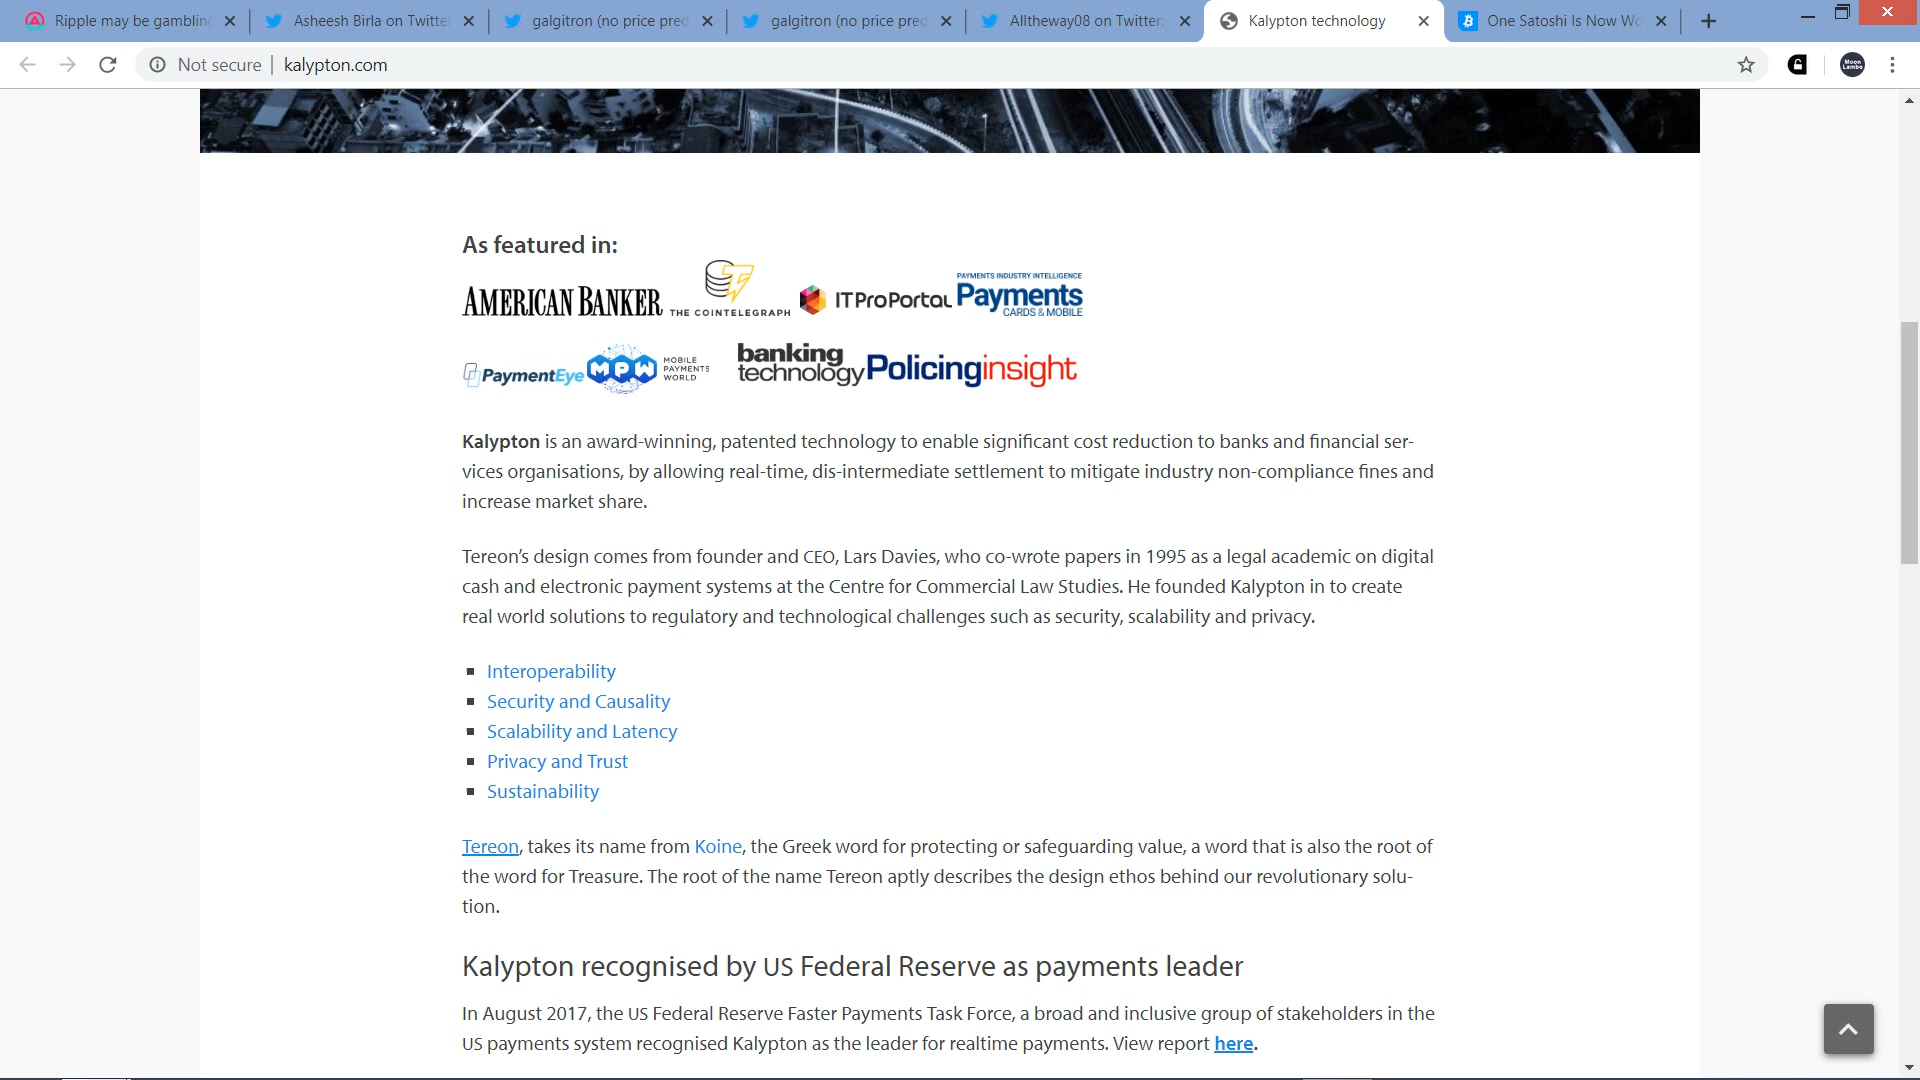 Ripple may be gambling
Asheesh Birla on Twitter
galgitron (no price pred
galgitron (no price pred
Alltheway08 on Twitter:
Kalypton technology
One Satoshi Is Now Wo
Not secure | kalypton.com
Moon Lambo
As featured in:
AMERICAN BANKER
THE COINTELEGRAPH
ITProPortal
PAYMENTS INDUSTRY INTELLIGENCE
Payments
CARDS & MOBILE
PaymentEye
MPW
MOBILE
PAYMENTS
WORLD
banking
technology
Policinginsight
Kalypton is an award-winning, patented technology to enable significant cost reduction to banks and financial ser-
vices organisations, by allowing real-time, dis-intermediate settlement to mitigate industry non-compliance fines and
increase market share.
Tereon’s design comes from founder and CEO, Lars Davies, who co-wrote papers in 1995 as a legal academic on digital
cash and electronic payment systems at the Centre for Commercial Law Studies. He founded Kalypton in to create
real world solutions to regulatory and technological challenges such as security, scalability and privacy.
Interoperability
Security and Causality
Scalability and Latency
Privacy and Trust
Sustainability
Tereon, takes its name from Koine, the Greek word for protecting or safeguarding value, a word that is also the root of
the word for Treasure. The root of the name Tereon aptly describes the design ethos behind our revolutionary solu-
tion.
Kalypton recognised by US Federal Reserve as payments leader
In August 2017, the US Federal Reserve Faster Payments Task Force, a broad and inclusive group of stakeholders in the
US payments system recognised Kalypton as the leader for realtime payments. View report here.